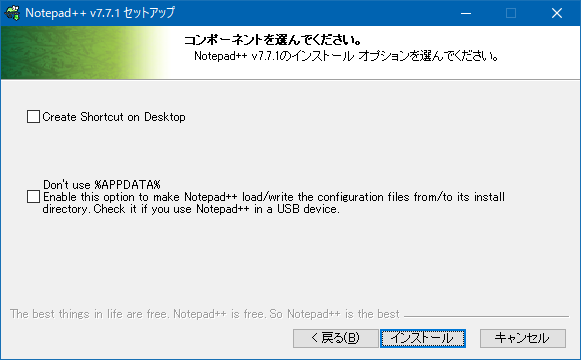 Notepad++ v7.7.1 セットアップ
コンポーネントを選んでください。
Notepad++ v7.7.1のインストール オプションを選んでください。
Create Shortcut on Desktop
Don't use %APPDATA%
Enable this option to make Notepad++ load/write the configuration files from/to its install
directory. Check it if you use Notepad++ in a USB device.
The best things in life are free. Notepad++ is free. So Notepad++ is the best
< 戻る(B)
インストール
キャンセル